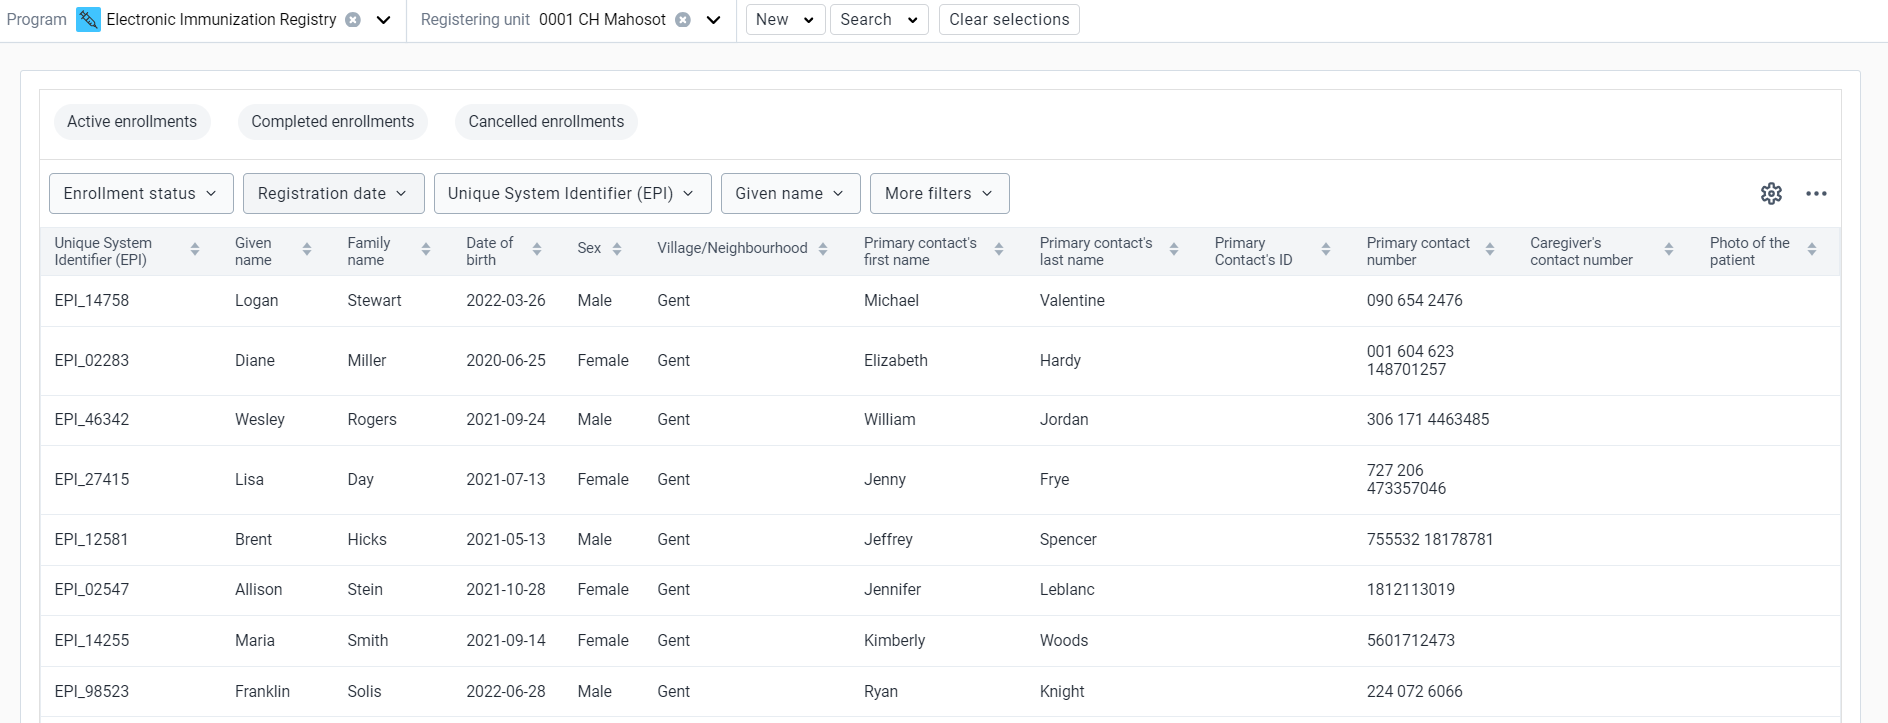 Program Electronic Immunization Registry Registering unit 0001 CH Mahosot New Search Clear selections
Active enrollments Completed enrollments Cancelled enrollments
Enrollment status Registration date Unique System Identifier (EPI) Given name More filters
Unique System Identifier (EPI) Given name Family name Date of birth Sex Village/Neighbourhood Primary contact's first name Primary contact's last name Primary Contact's ID Primary contact number Caregiver's contact number Photo of the patient
EPI_14758 Logan Stewart 2022-03-26 Male Gent Michael Valentine 090 654 2476
EPI_02283 Diane Miller 2020-06-25 Female Gent Elizabeth Hardy 001 604 623 148701257
EPI_46342 Wesley Rogers 2021-09-24 Male Gent William Jordan 306 171 4463485
EPI_27415 Lisa Day 2021-07-13 Female Gent Jenny Frye 727 206 473357046
EPI_12581 Brent Hicks 2021-05-13 Male Gent Jeffrey Spencer 755532 18178781
EPI_02547 Allison Stein 2021-10-28 Female Gent Jennifer Leblanc 1812113019
EPI_14255 Maria Smith 2021-09-14 Female Gent Kimberly Woods 5601712473
EPI_98523 Franklin Solis 2022-06-28 Male Gent Ryan Knight 224 072 6066